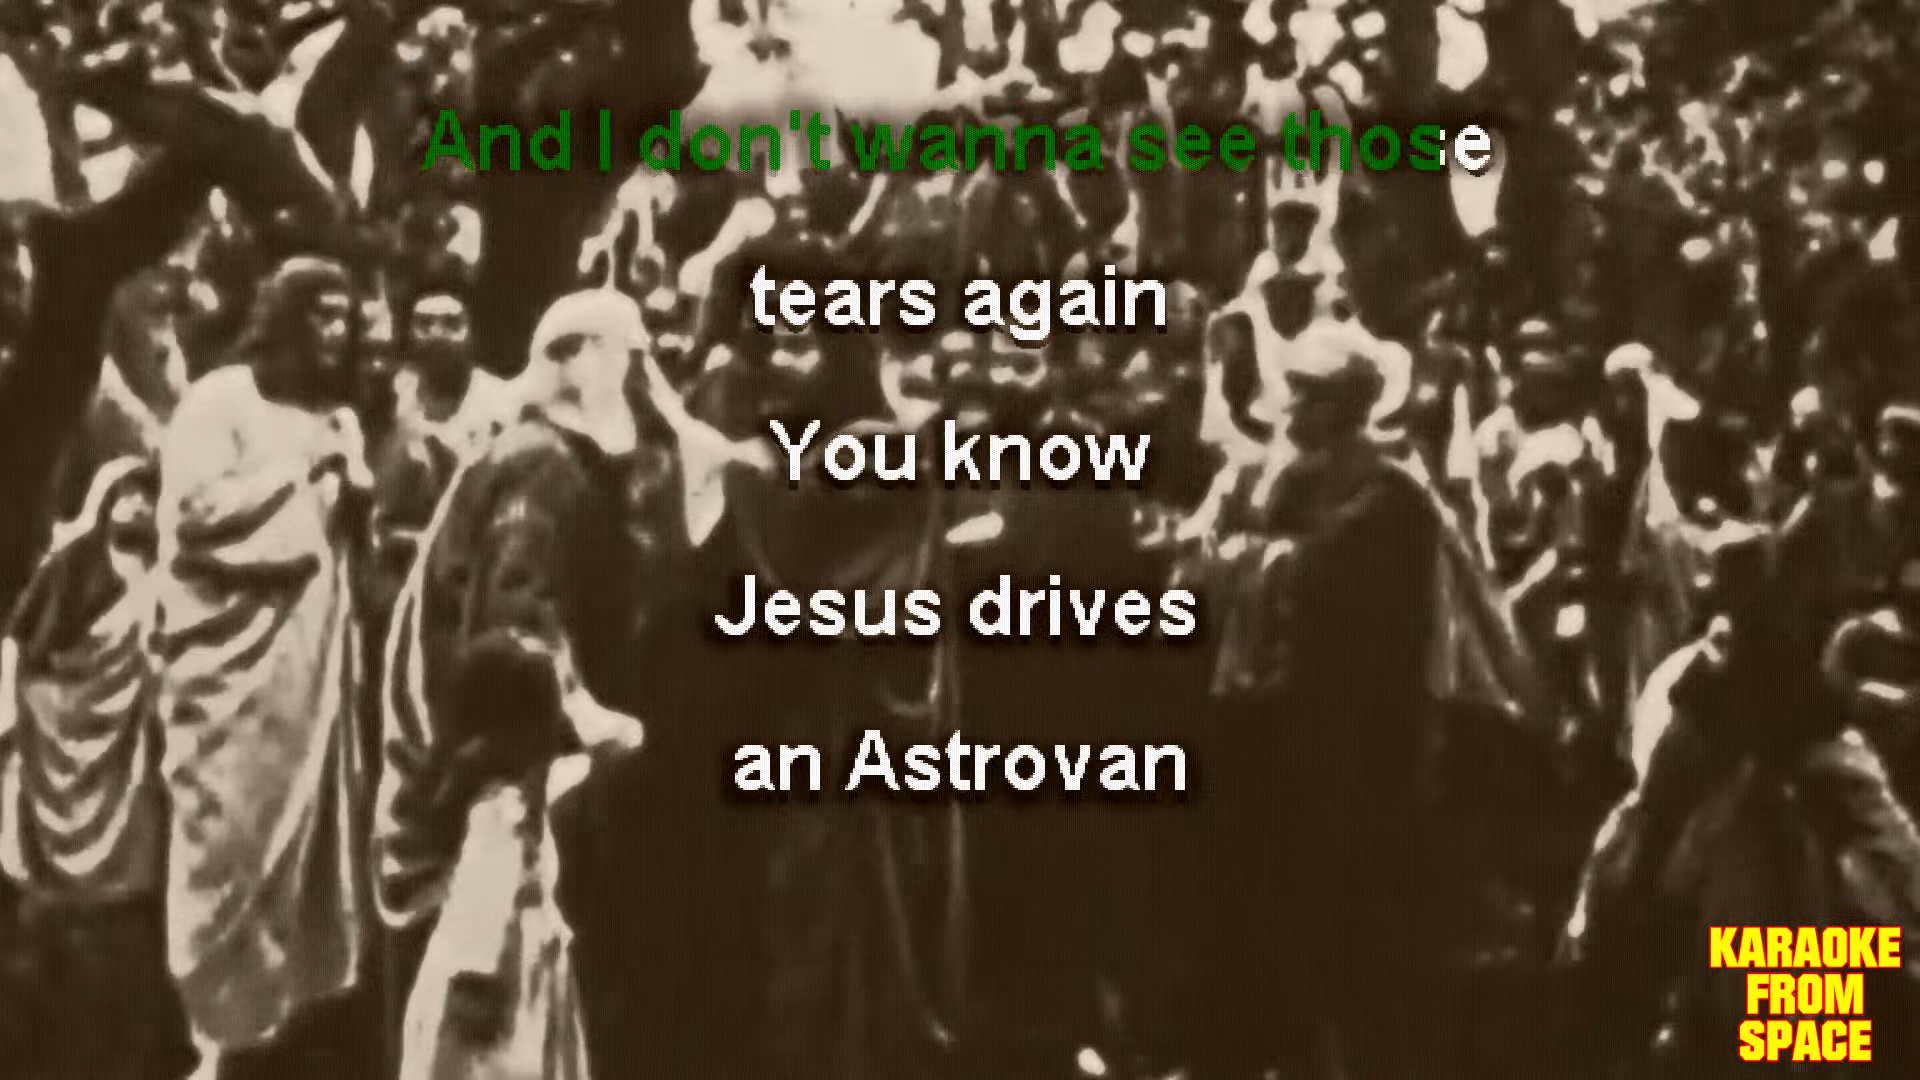 And I don't wanna see those
tears again
You know
Jesus drives
an Astrovan
KARAOKE
FROM
SPACE